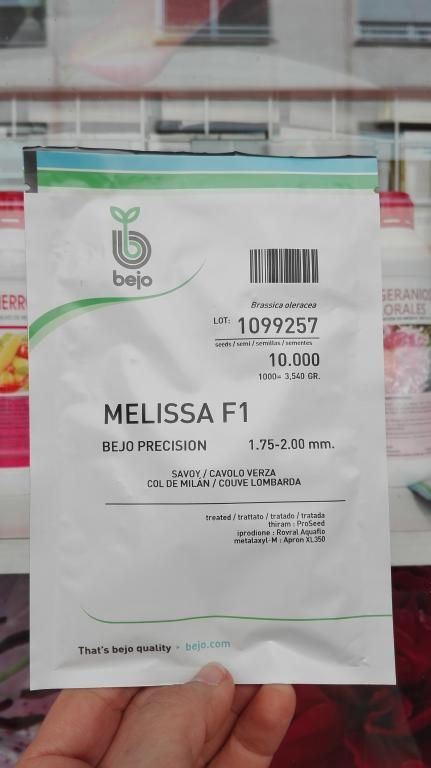 bejo
Brassica oleracea
LOT: 1099257
seeds / semi / semillas / sementes
10.000
1000= 3,540 GR.
MELISSA F1
BEJO PRECISION 1.75-2.00 mm.
SAVOY / CAVOLO VERZA
COL DE MILÁN / COUVE LOMBARDA
treated / trattato / tratado / tratada
thiram : ProSeed
iprodione : Rovral Aquaflo
metalaxyl-M : Apron XL350
That's bejo quality • bejo.com
GERANIO